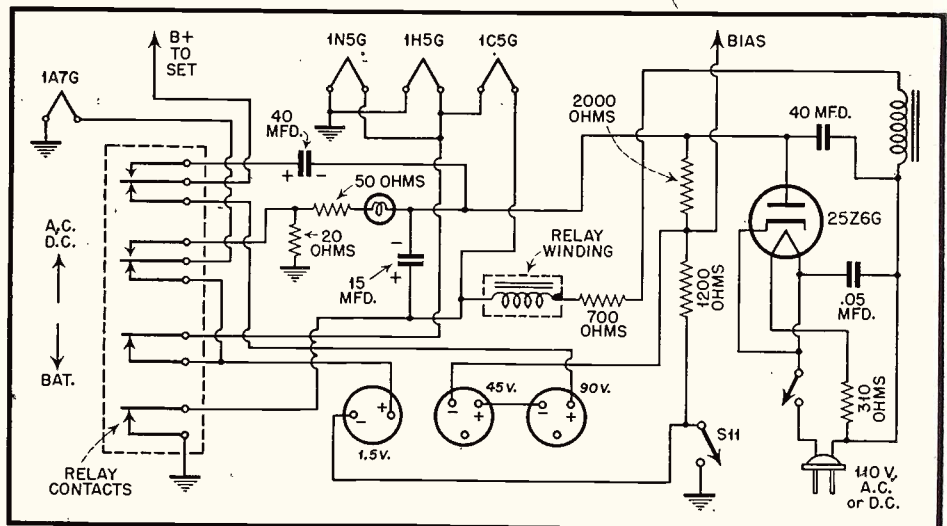 B+
TO
SET
1N5G
1H5G
1C5G
BIAS
1A7G
40
MFD.
+ -
2000
OHMS
40 MFD.
50 OHMS
A.C.
D.C.
20
OHMS
-
15
MFD.
+
RELAY
WINDING
25Z6G
700
OHMS
1200
OHMS
.05
MFD.
BAT.
- +
1.5 V.
- +
45 V.
- +
90 V.
310
OHMS
S11
RELAY
CONTACTS
110 V.
A.C.
or D.C.